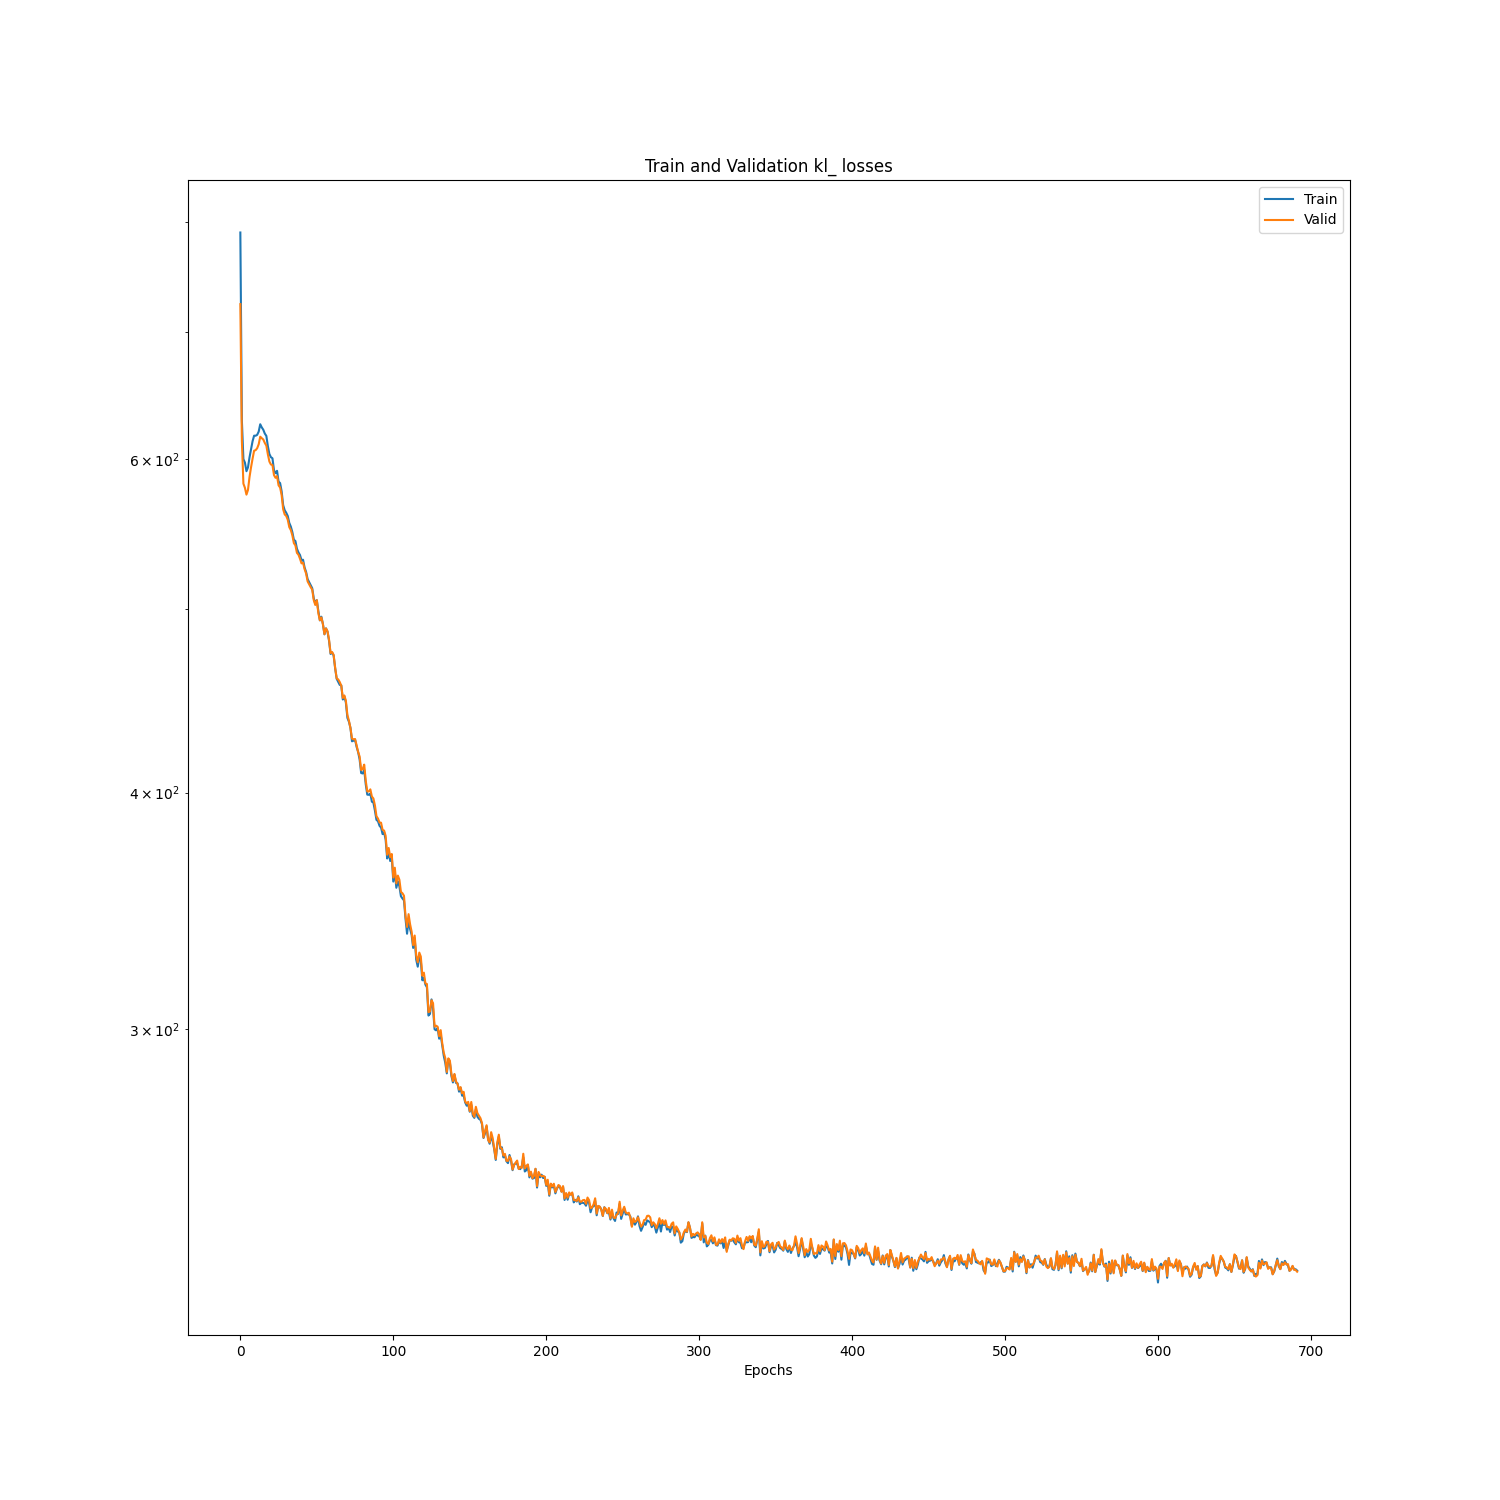 Train and Validation kl_ losses
Train
Valid
6 × 10²
4 × 10²
3 × 10²
0 100 200 300 400 500 600 700
Epochs